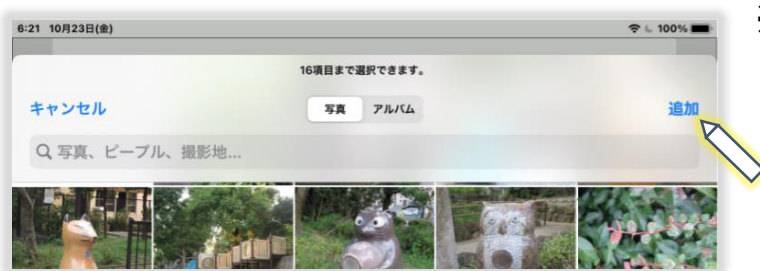 6:21 10月23日(金) 100%
16項目まで選択できます。
キャンセル 写真 アルバム 追加
写真、ピープル、撮影地...